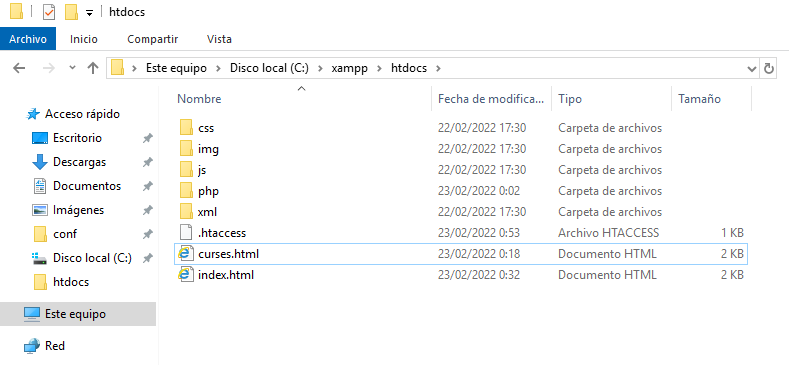 htdocs
Archivo Inicio Compartir Vista
Este equipo Disco local (C:) xampp htdocs
Nombre Fecha de modifica... Tipo Tamaño
Acceso rápido
Escritorio
Descargas
Documentos
Imágenes
conf
Disco local (C:)
htdocs
Este equipo
Red
css 22/02/2022 17:30 Carpeta de archivos
img 22/02/2022 17:30 Carpeta de archivos
js 22/02/2022 17:30 Carpeta de archivos
php 23/02/2022 0:02 Carpeta de archivos
xml 22/02/2022 17:30 Carpeta de archivos
.htaccess 23/02/2022 0:53 Archivo HTACCESS 1 KB
curses.html 23/02/2022 0:18 Documento HTML 2 KB
index.html 23/02/2022 0:32 Documento HTML 2 KB